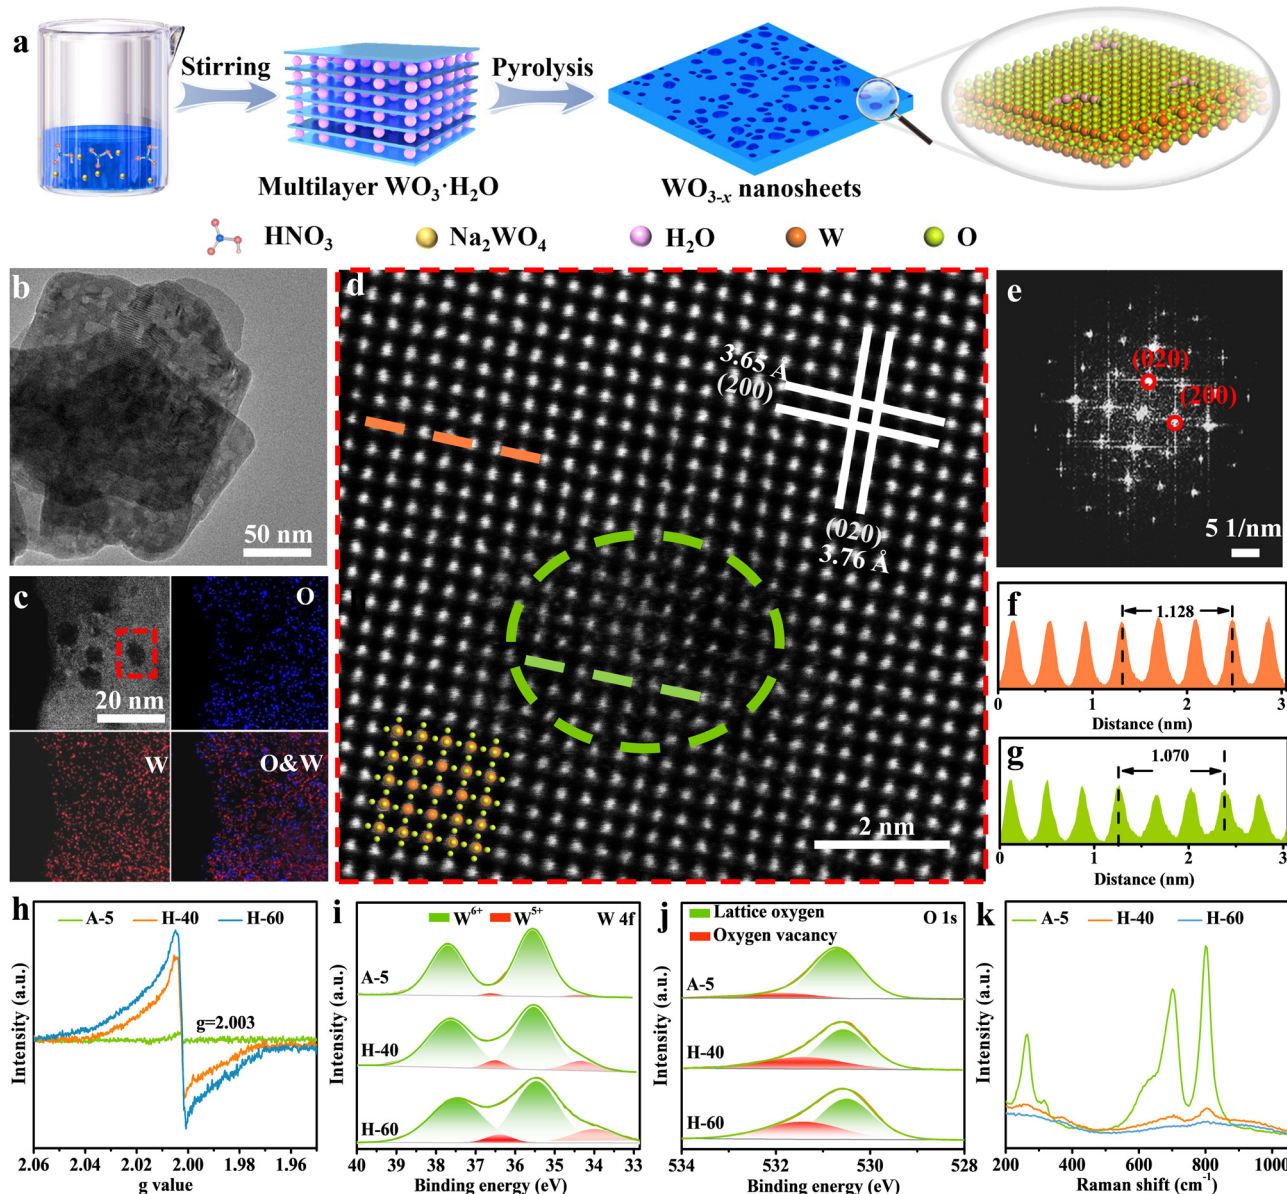 a
Stirring
Pyrolysis
Multilayer WO₃·H₂O
WO₃₋ₓ nanosheets
HNO₃
Na₂WO₄
H₂O
W
O
b
50 nm
c
O
20 nm
W
O&W
d
3.65 Å
(200)
(020)
3.76 Å
2 nm
e
(020)
(200)
5 1/nm
f
1.128
0 1 2 3
Distance (nm)
g
1.070
0 1 2 3
Distance (nm)
h
A-5 H-40 H-60
g=2.003
Intensity (a.u.)
2.06 2.04 2.02 2.00 1.98 1.96
g value
i
W⁶⁺ W⁵⁺ W 4f
A-5
H-40
H-60
Intensity (a.u.)
40 39 38 37 36 35 34 33
Binding energy (eV)
j
Lattice oxygen O 1s
Oxygen vacancy
A-5
H-40
H-60
Intensity (a.u.)
534 532 530 528
Binding energy (eV)
k
A-5 H-40 H-60
Intensity (a.u.)
200 400 600 800 1000
Raman shift (cm⁻¹)